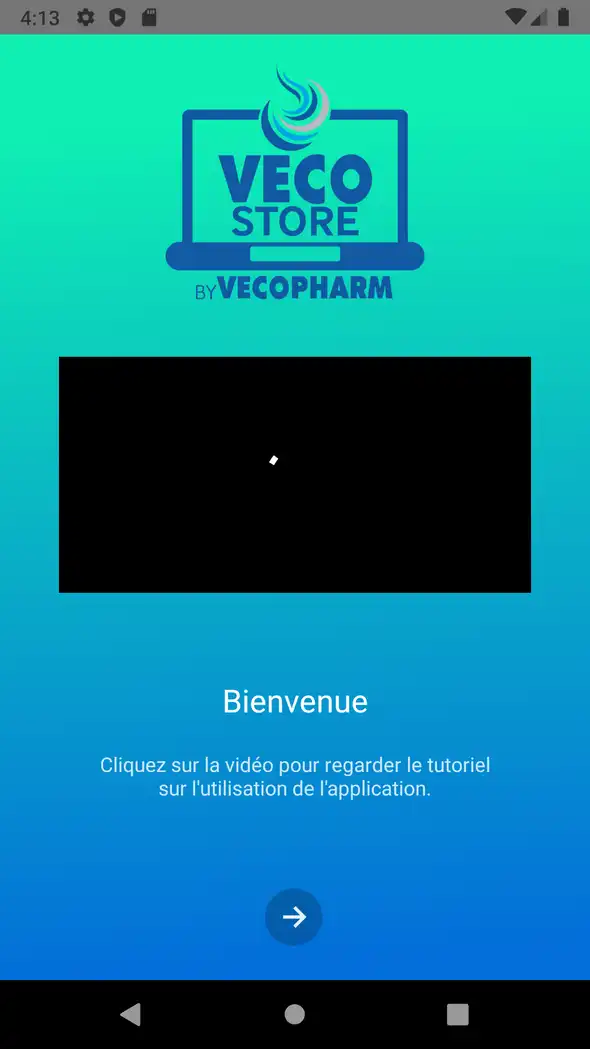 4:13
VECO
STORE
BY VECOPHARM
Bienvenue
Cliquez sur la vidéo pour regarder le tutoriel
sur l'utilisation de l'application.